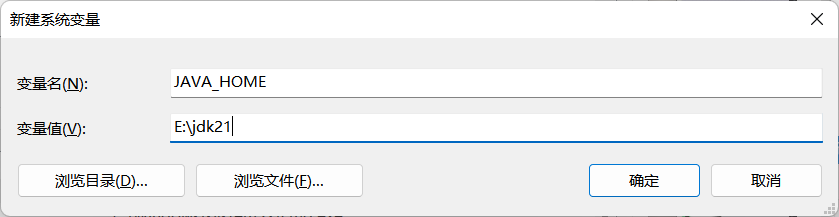 新建系统变量
变量名(N):
JAVA_HOME
变量值(V):
E:\jdk21
浏览目录(D)...
浏览文件(F)...
确定
取消